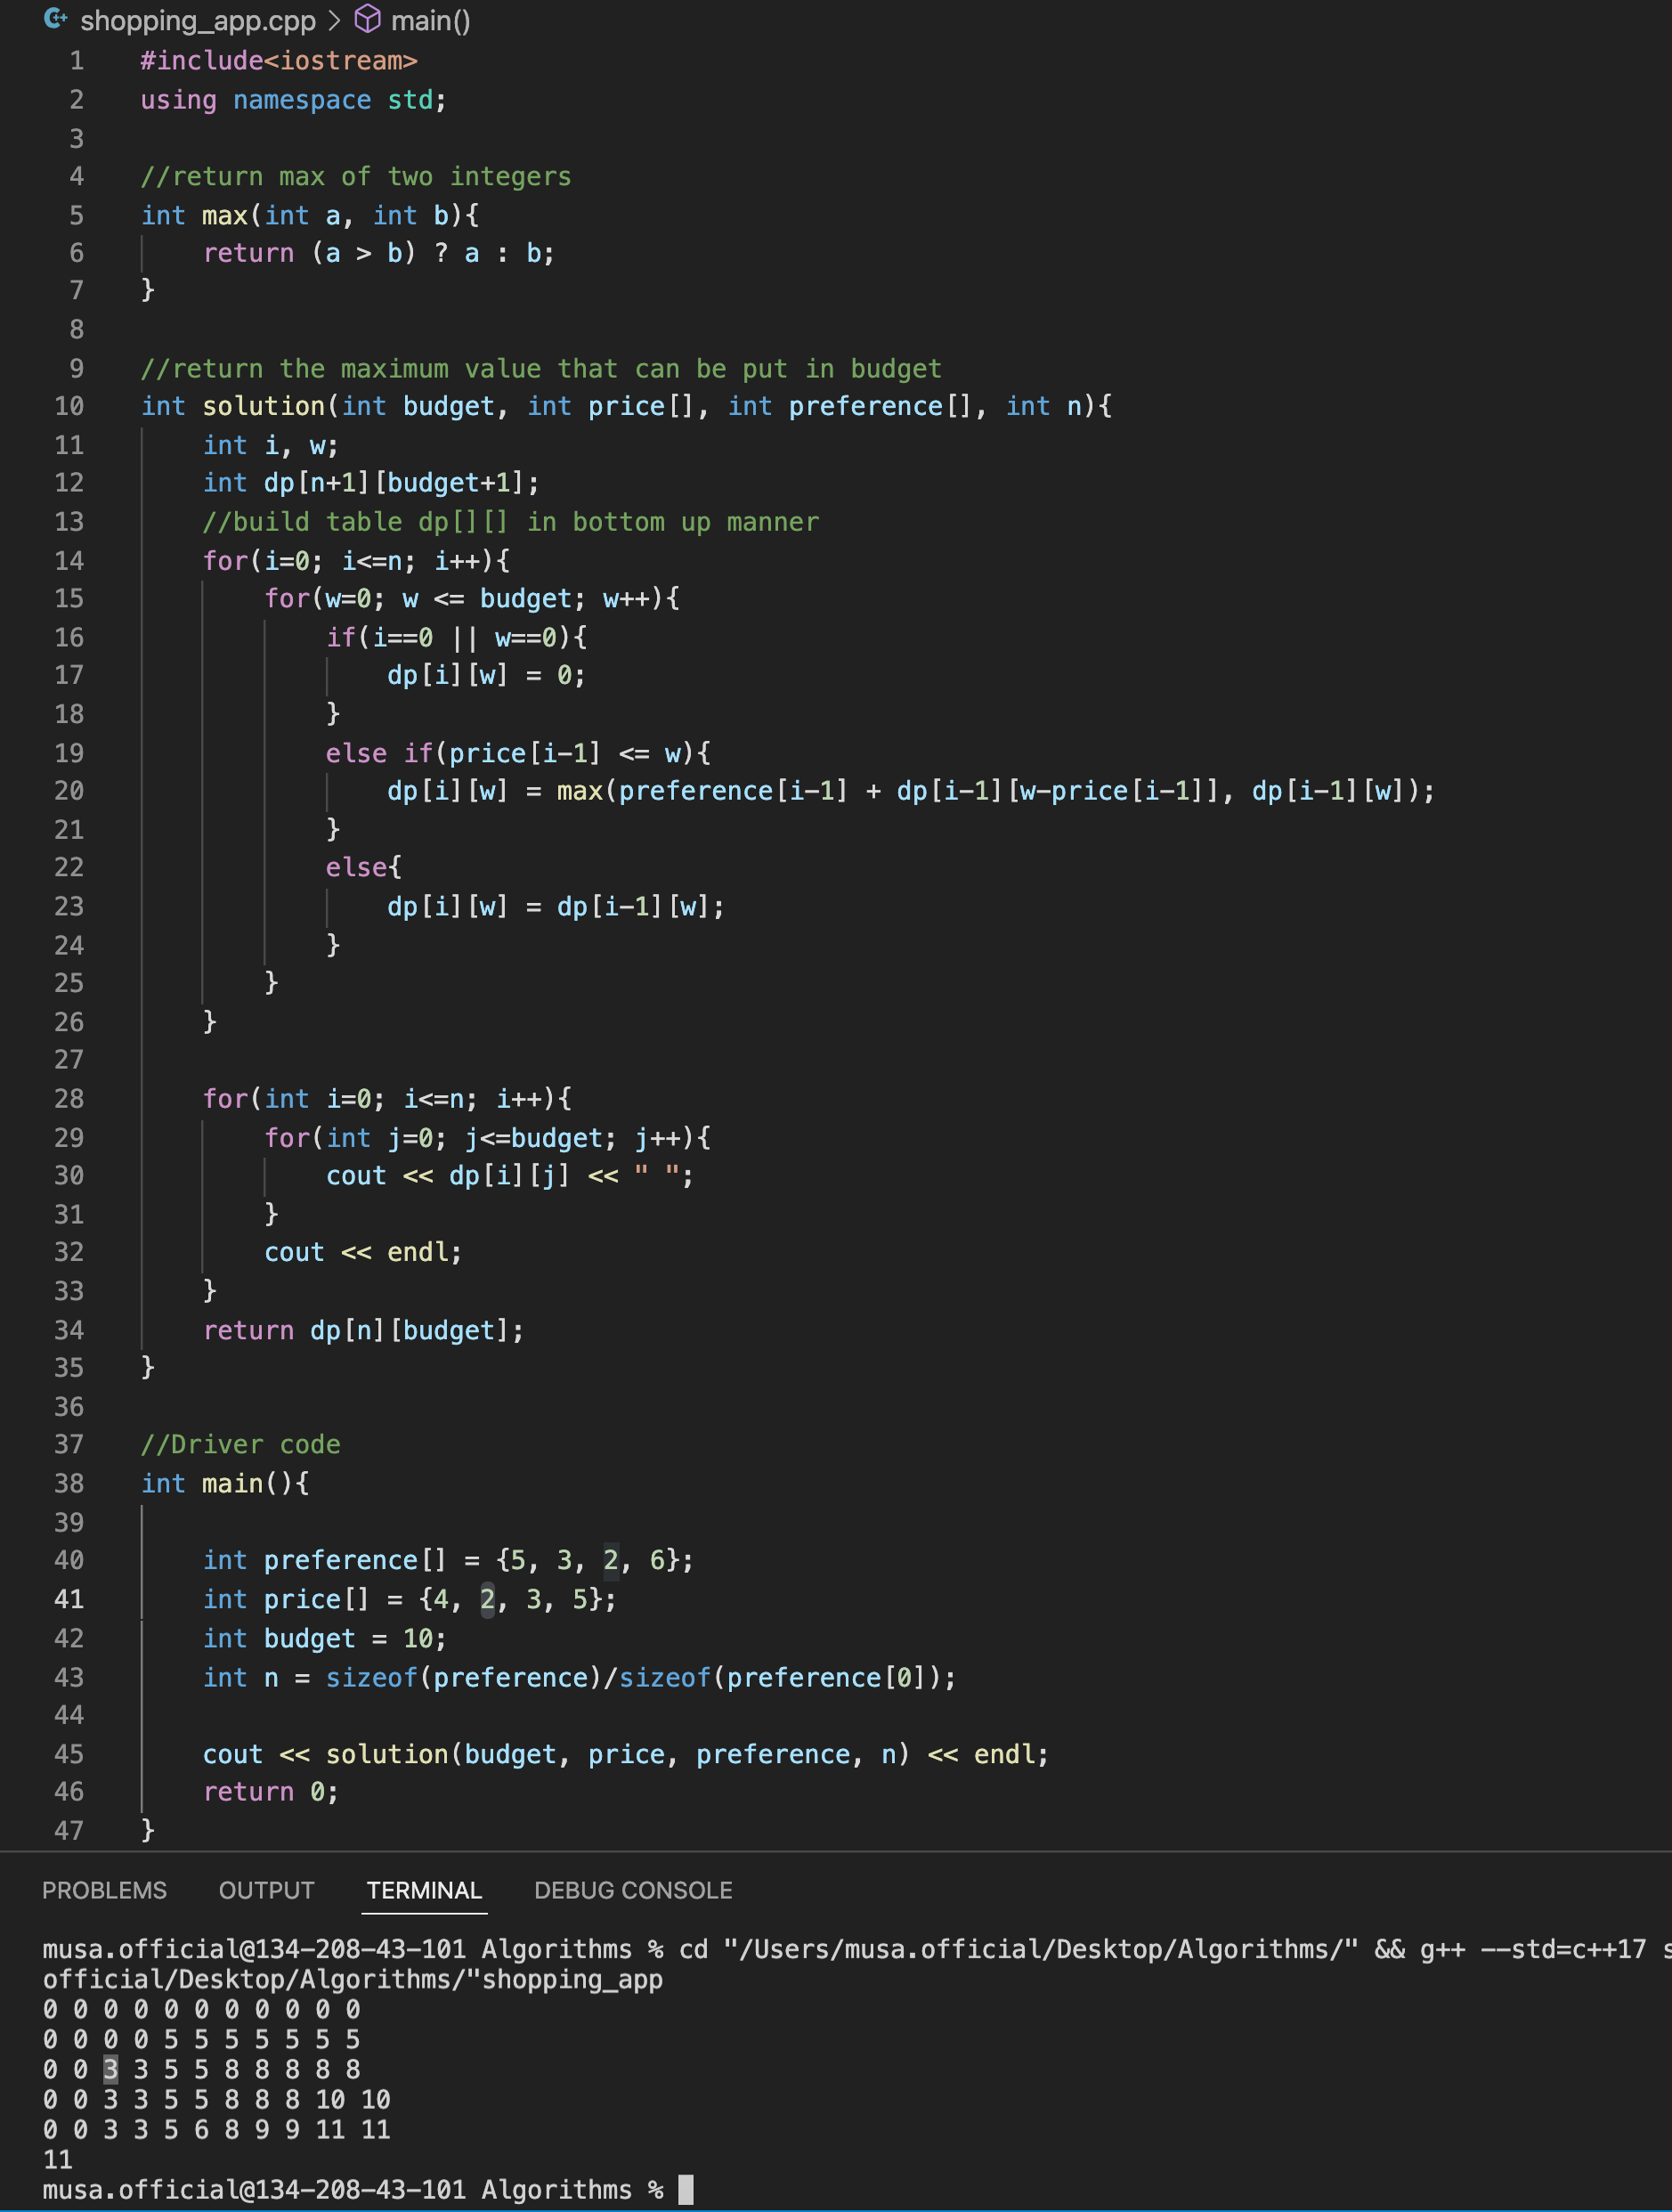 shopping_app.cpp > main()
1 #include<iostream>
2 using namespace std;
3
4 //return max of two integers
5 int max(int a, int b){
6     return (a > b) ? a : b;
7 }
8
9 //return the maximum value that can be put in budget
10 int solution(int budget, int price[], int preference[], int n){
11     int i, w;
12     int dp[n+1][budget+1];
13     //build table dp[][] in bottom up manner
14     for(i=0; i<=n; i++){
15         for(w=0; w <= budget; w++){
16             if(i==0 || w==0){
17                 dp[i][w] = 0;
18             }
19             else if(price[i-1] <= w){
20                 dp[i][w] = max(preference[i-1] + dp[i-1][w-price[i-1]], dp[i-1][w]);
21             }
22             else{
23                 dp[i][w] = dp[i-1][w];
24             }
25         }
26     }
27
28     for(int i=0; i<=n; i++){
29         for(int j=0; j<=budget; j++){
30             cout << dp[i][j] << " ";
31         }
32         cout << endl;
33     }
34     return dp[n][budget];
35 }
36
37 //Driver code
38 int main(){
39
40     int preference[] = {5, 3, 2, 6};
41     int price[] = {4, 2, 3, 5};
42     int budget = 10;
43     int n = sizeof(preference)/sizeof(preference[0]);
44
45     cout << solution(budget, price, preference, n) << endl;
46     return 0;
47 }
PROBLEMS OUTPUT TERMINAL DEBUG CONSOLE
musa.official@134-208-43-101 Algorithms % cd "/Users/musa.official/Desktop/Algorithms/" && g++ --std=c++17 s
official/Desktop/Algorithms/"shopping_app
0 0 0 0 0 0 0 0 0 0 0
0 0 0 0 5 5 5 5 5 5 5
0 0 3 3 5 5 8 8 8 8 8
0 0 3 3 5 5 8 8 8 10 10
0 0 3 3 5 6 8 9 9 11 11
11
musa.official@134-208-43-101 Algorithms %